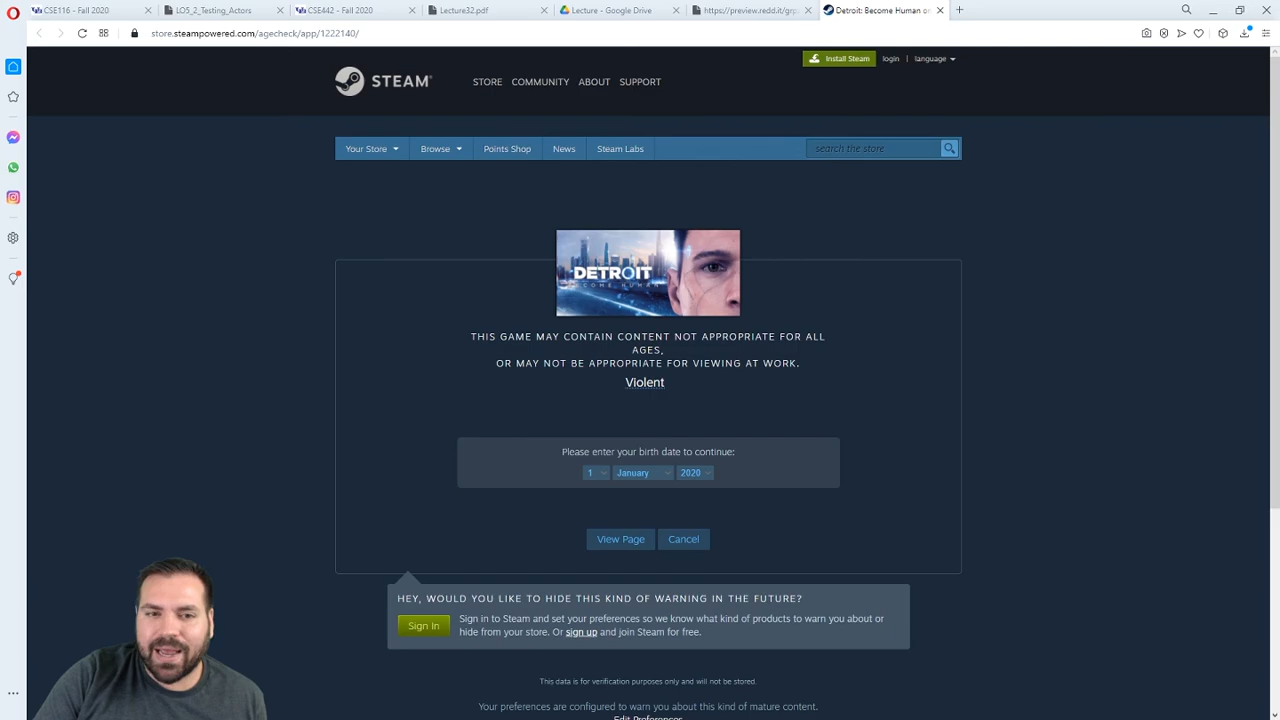 CSE116 - Fall 2020
LO5_2_Testing_Actors
CSE442 - Fall 2020
Lecture32.pdf
Lecture - Google Drive
https://preview.redd.it/grp
Detroit: Become Human on
store.steampowered.com/agecheck/app/1222140/
Install Steam
login | language
STEAM®
STORE COMMUNITY ABOUT SUPPORT
Your Store Browse Points Shop News Steam Labs
search the store
DETROIT
BECOME HUMAN
THIS GAME MAY CONTAIN CONTENT NOT APPROPRIATE FOR ALL
AGES,
OR MAY NOT BE APPROPRIATE FOR VIEWING AT WORK.
Violent
Please enter your birth date to continue:
1 January 2020
View Page Cancel
HEY, WOULD YOU LIKE TO HIDE THIS KIND OF WARNING IN THE FUTURE?
Sign In
Sign in to Steam and set your preferences so we know what kind of products to warn you about or
hide from your store. Or sign up and join Steam for free.
This data is for verification purposes only and will not be stored.
Your preferences are configured to warn you about this kind of mature content.
Edit Preferences